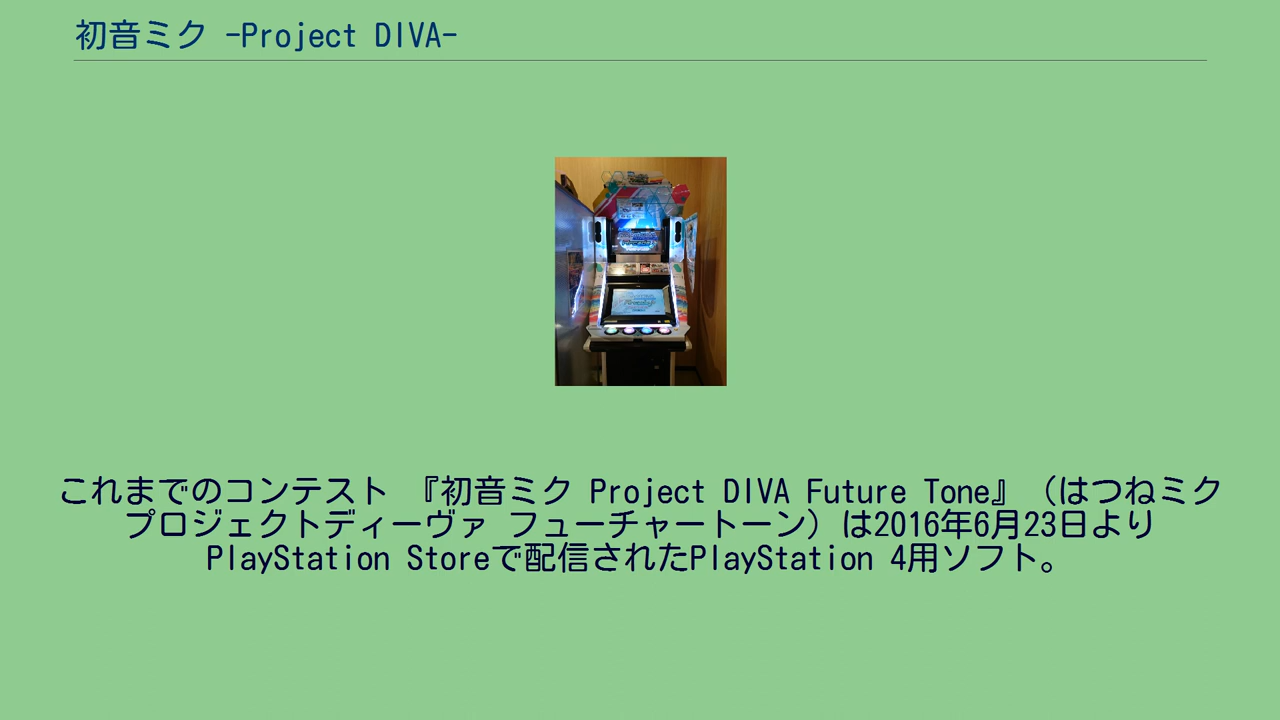 初音ミク -Project DIVA-
これまでのコンテスト 『初音ミク Project DIVA Future Tone』（はつねミク
プロジェクトディーヴァ フューチャートーン）は2016年6月23日より
PlayStation Storeで配信されたPlayStation 4用ソフト。